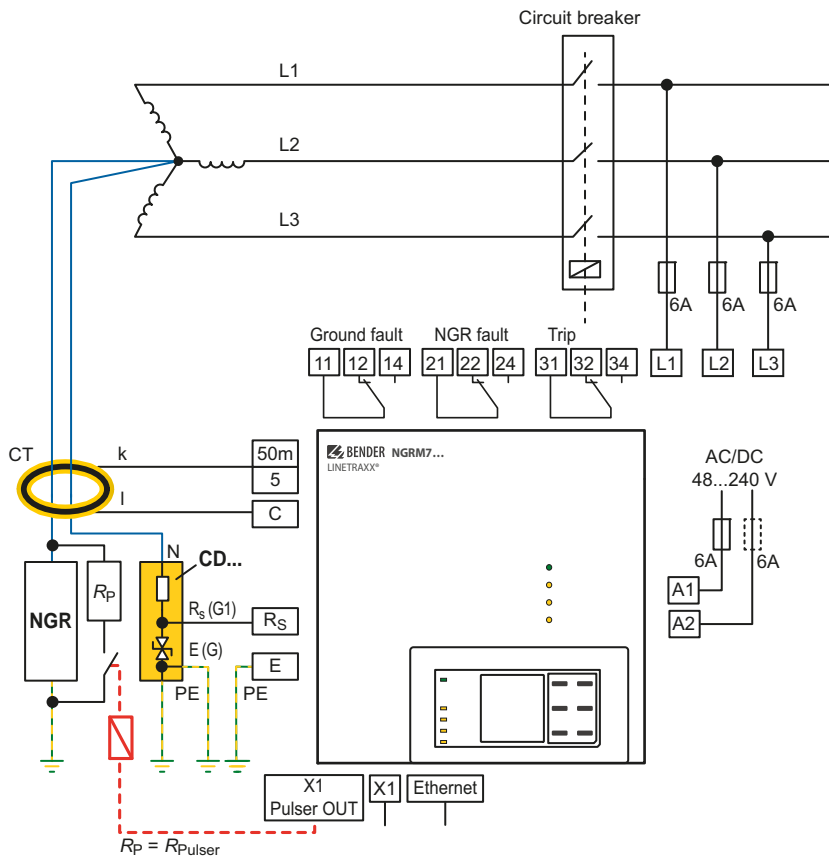 Circuit breaker
L1
L2
L3
6A 6A 6A
Ground fault NGR fault Trip
11 12 14 21 22 24 31 32 34 L1 L2 L3
CT k 50m
5
l C
BENDER NGRM7...
LINETRAXX®
AC/DC
48...240 V
6A 6A
N CD...
NGR RP Rs (G1) RS
A1
A2
E (G) E
PE PE
X1
Pulser OUT
X1
Ethernet
RP = RPulser